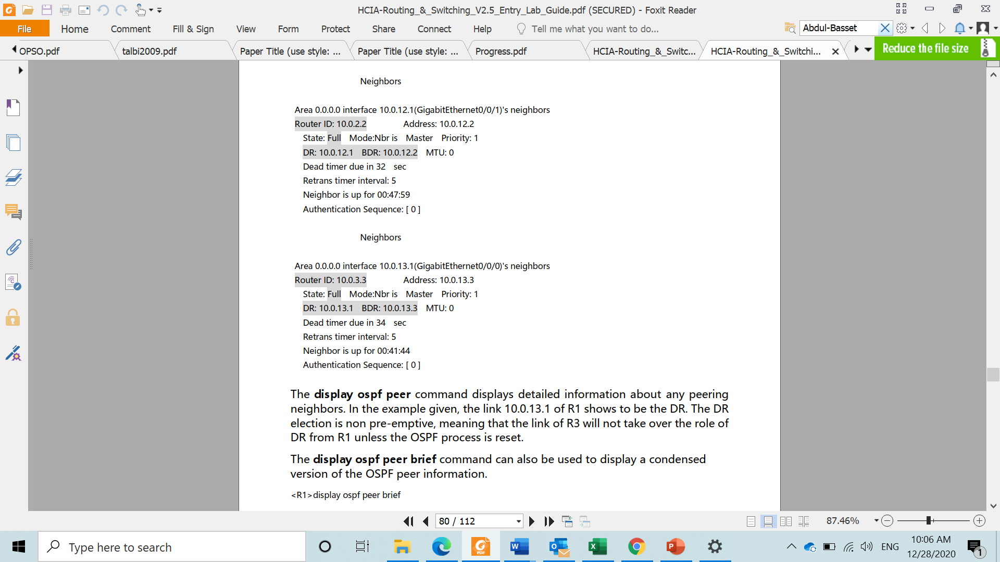 HCIA-Routing_&_Switching_V2.5_Entry_Lab_Guide.pdf (SECURED) - Foxit Reader
File Home Comment Fill & Sign View Form Protect Share Connect Help Tell me what you want to do... Abdul-Basset
OPSO.pdf talbi2009.pdf Paper Title (use style: ... Paper Title (use style: ... Progress.pdf HCIA-Routing_&_Switc... HCIA-Routing_&_Switchi... Reduce the file size
Neighbors
Area 0.0.0.0 interface 10.0.12.1(GigabitEthernet0/0/1)'s neighbors
Router ID: 10.0.2.2 Address: 10.0.12.2
State: Full Mode:Nbr is Master Priority: 1
DR: 10.0.12.1 BDR: 10.0.12.2 MTU: 0
Dead timer due in 32 sec
Retrans timer interval: 5
Neighbor is up for 00:47:59
Authentication Sequence: [ 0 ]
Neighbors
Area 0.0.0.0 interface 10.0.13.1(GigabitEthernet0/0/0)'s neighbors
Router ID: 10.0.3.3 Address: 10.0.13.3
State: Full Mode:Nbr is Master Priority: 1
DR: 10.0.13.1 BDR: 10.0.13.3 MTU: 0
Dead timer due in 34 sec
Retrans timer interval: 5
Neighbor is up for 00:41:44
Authentication Sequence: [ 0 ]
The display ospf peer command displays detailed information about any peering
neighbors. In the example given, the link 10.0.13.1 of R1 shows to be the DR. The DR
election is non pre-emptive, meaning that the link of R3 will not take over the role of
DR from R1 unless the OSPF process is reset.
The display ospf peer brief command can also be used to display a condensed
version of the OSPF peer information.
<R1>display ospf peer brief
80 / 112 87.46%
Type here to search PDF ENG 10:06 AM
12/28/2020 1